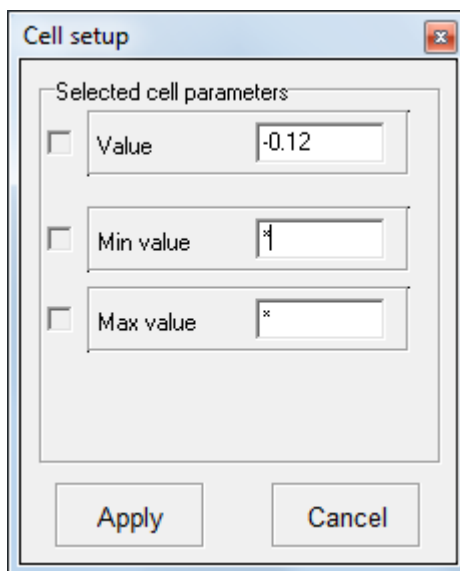 Cell setup
Selected cell parameters
Value -0.12
Min value *
Max value *
Apply Cancel